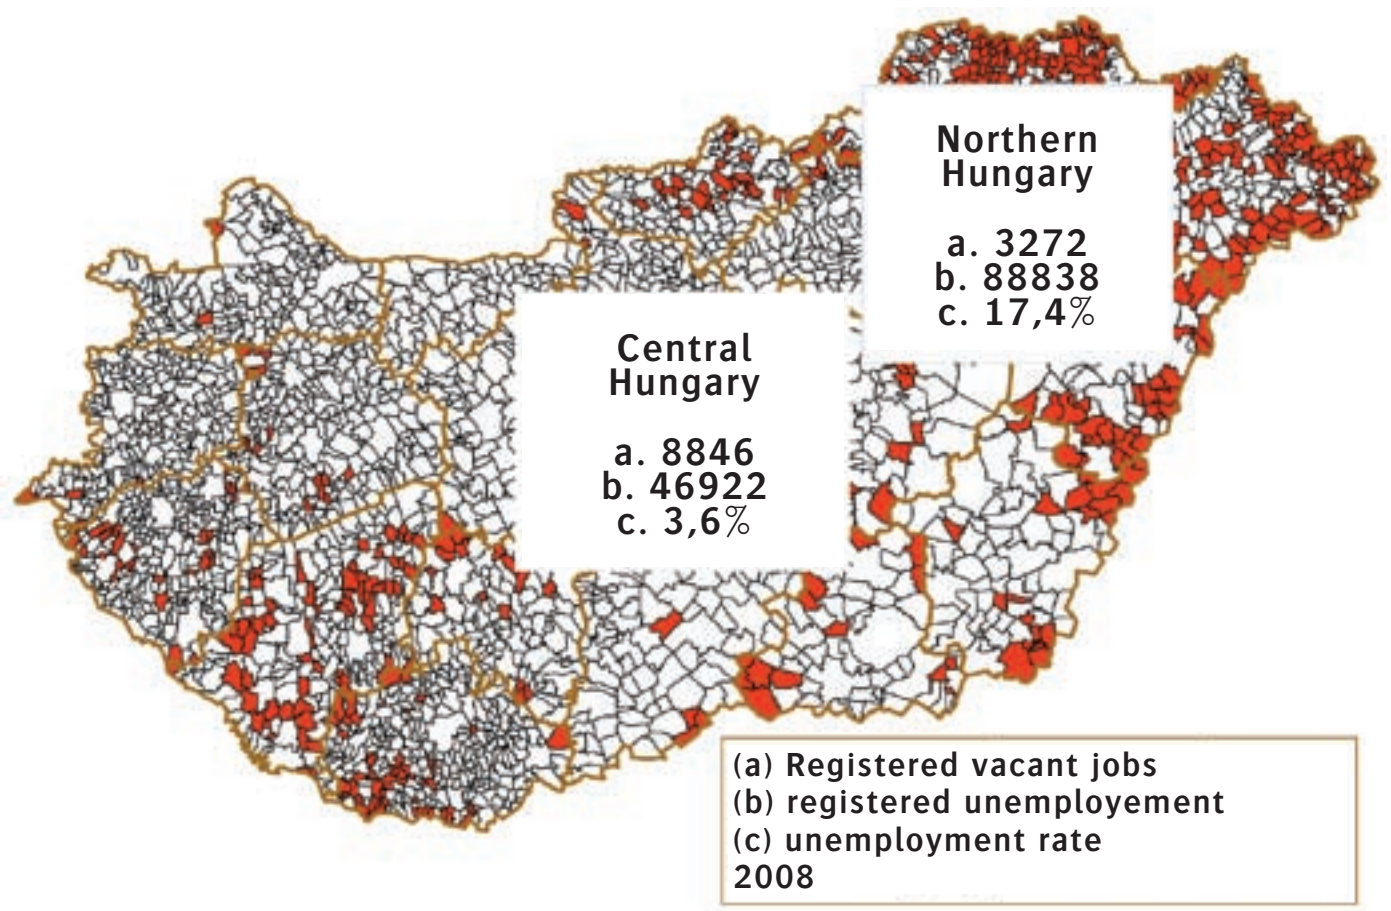 Northern
Hungary
a. 3272
b. 88838
c. 17,4%
Central
Hungary
a. 8846
b. 46922
c. 3,6%
(a) Registered vacant jobs
(b) registered unemployement
(c) unemployment rate
2008